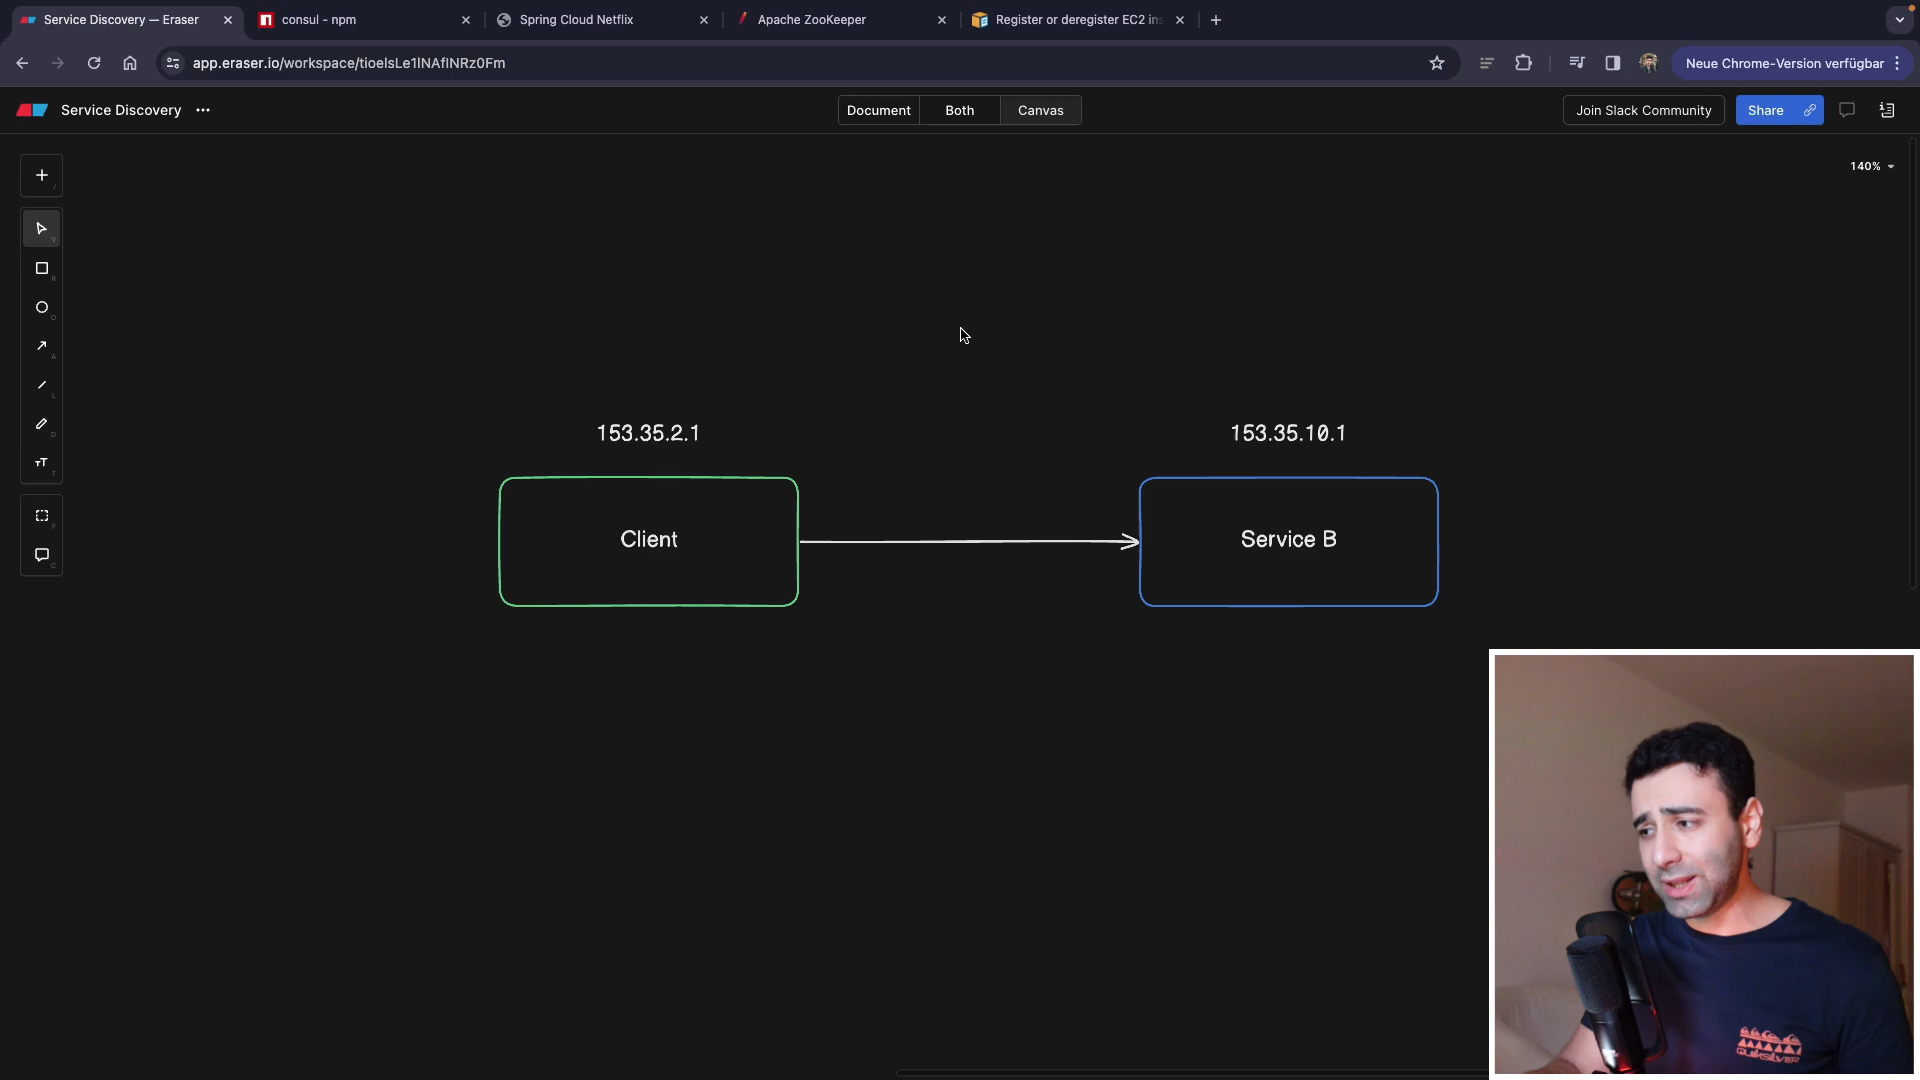 Service Discovery — Eraser
consul - npm
Spring Cloud Netflix
Apache ZooKeeper
Register or deregister EC2 ins
app.eraser.io/workspace/tioelsLe1lNAfINRz0Fm
Neue Chrome-Version verfügbar
Service Discovery
Document
Both
Canvas
Join Slack Community
Share
140%
/
V
R
O
A
L
D
T
F
C
153.35.2.1
153.35.10.1
Client
Service B
QUIKSILVER